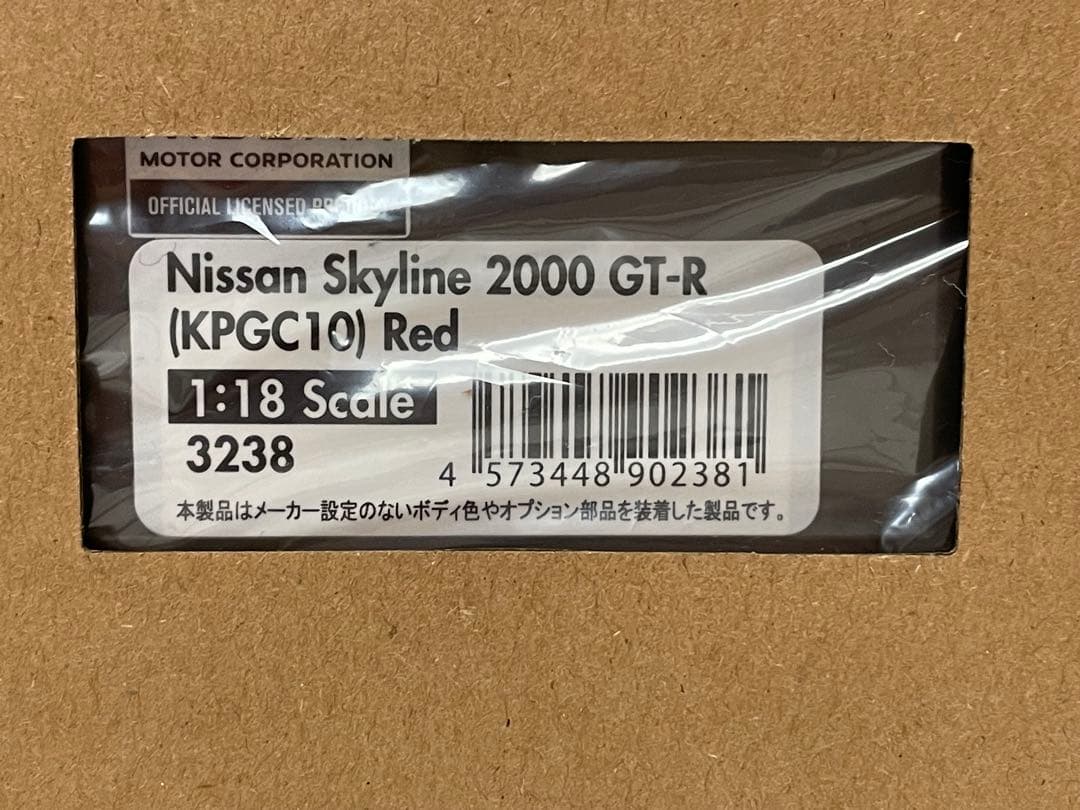 MOTOR CORPORATION
OFFICIAL LICENSED
Nissan Skyline 2000 GT-R
(KPGC10) Red
1:18 Scale
3238
4 573448 902381
本製品はメーカー設定のないボディ色やオプション部品を装着した製品です。